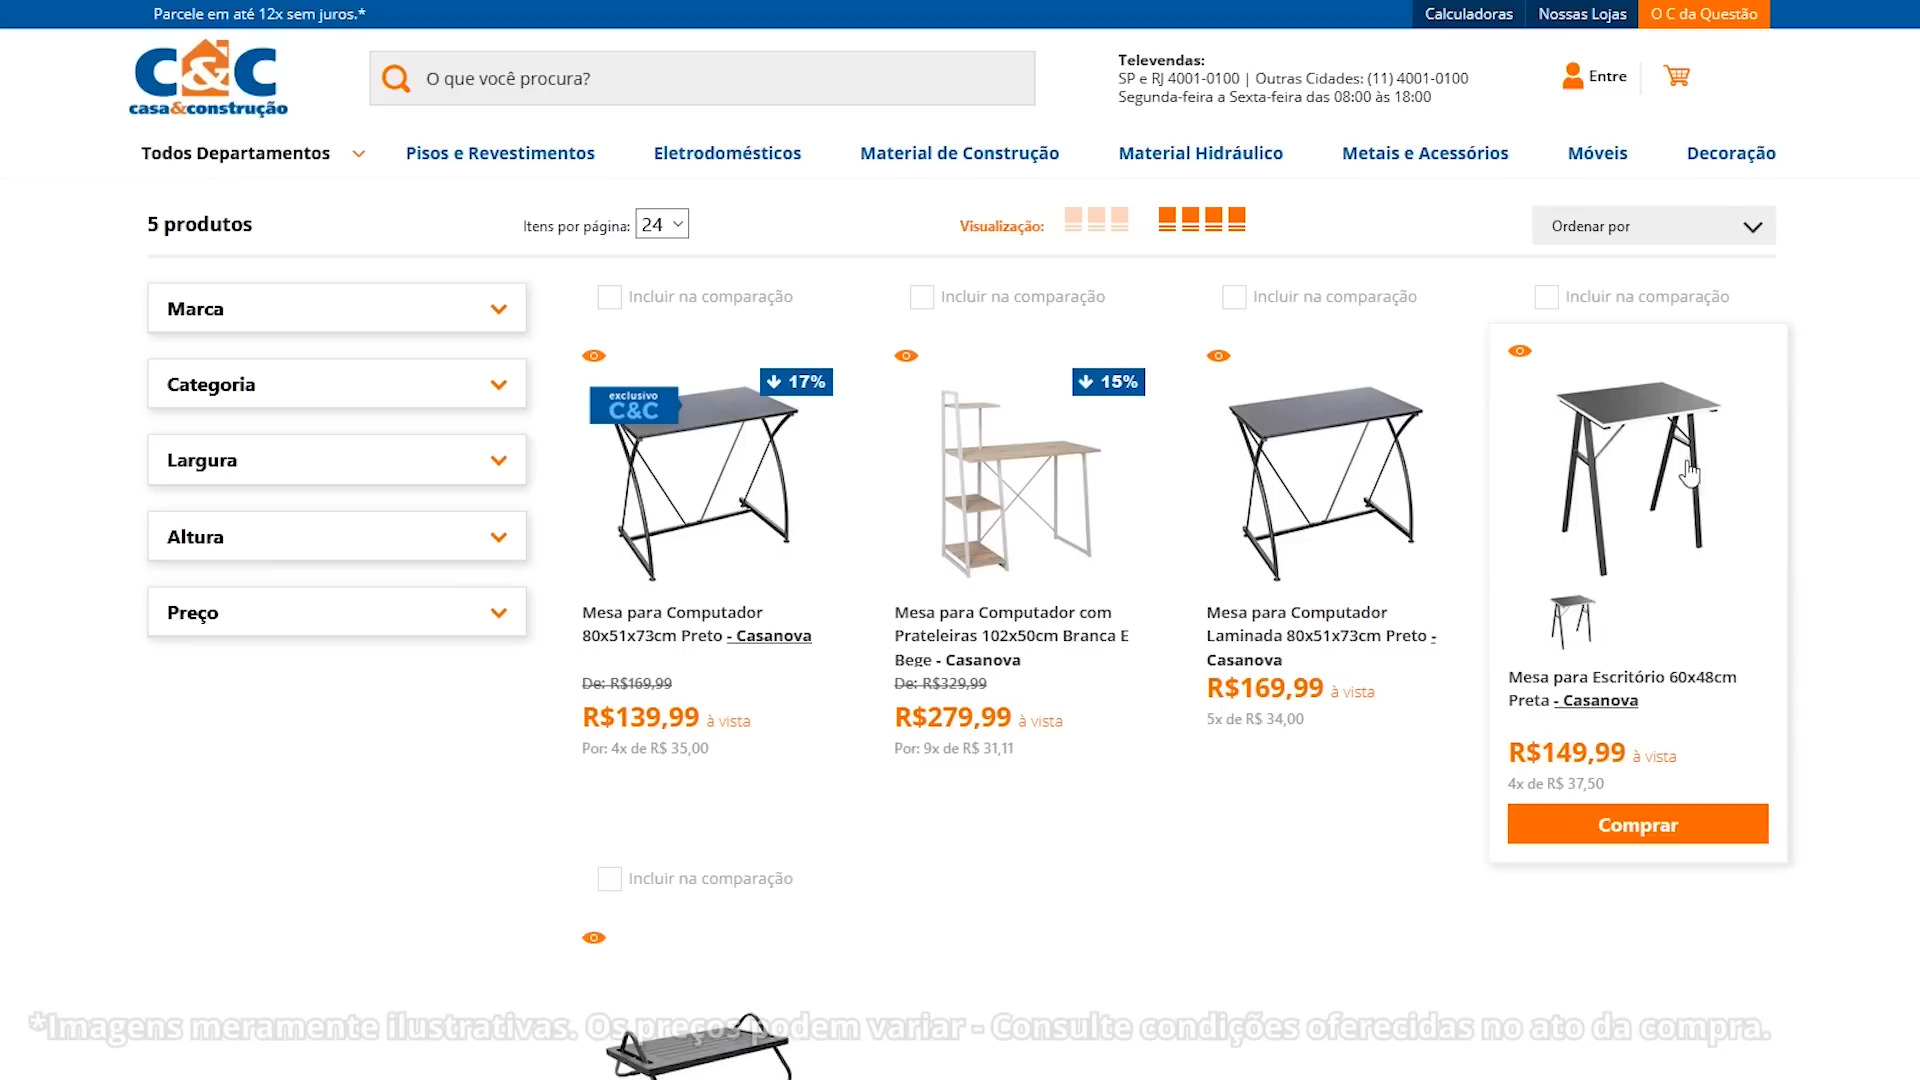 Parcele em até 12x sem juros.*
Calculadoras
Nossas Lojas
O C da Questão
C&C
casa&construção
O que você procura?
Televendas:
SP e RJ 4001-0100 | Outras Cidades: (11) 4001-0100
Segunda-feira a Sexta-feira das 08:00 às 18:00
Entre
Todos Departamentos
Pisos e Revestimentos
Eletrodomésticos
Material de Construção
Material Hidráulico
Metais e Acessórios
Móveis
Decoração
5 produtos
Itens por página: 24
Visualização:
Ordenar por
Marca
Categoria
Largura
Altura
Preço
Incluir na comparação
17%
exclusivo
C&C
Mesa para Computador
80x51x73cm Preto - Casanova
De: R$169,99
R$139,99 à vista
Por: 4x de R$ 35,00
Incluir na comparação
15%
Mesa para Computador com
Prateleiras 102x50cm Branca E
Bege - Casanova
De: R$329,99
R$279,99 à vista
Por: 9x de R$ 31,11
Incluir na comparação
Mesa para Computador
Laminada 80x51x73cm Preto -
Casanova
R$169,99 à vista
5x de R$ 34,00
Incluir na comparação
Mesa para Escritório 60x48cm
Preta - Casanova
R$149,99 à vista
4x de R$ 37,50
Comprar
Incluir na comparação
*Imagens meramente ilustrativas. Os preços podem variar - Consulte condições oferecidas no ato da compra.